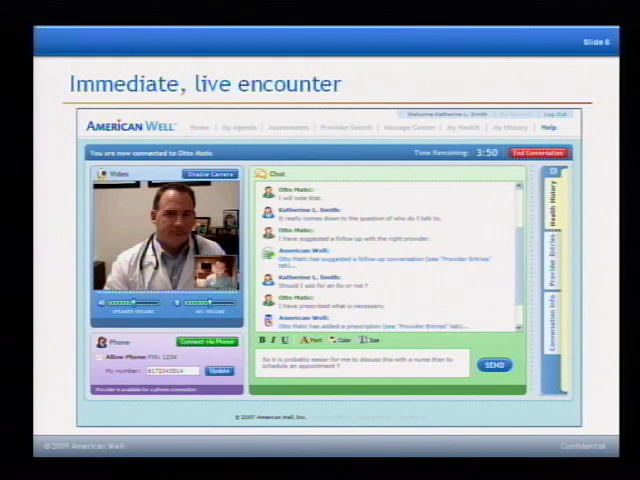 Slide 6
Immediate, live encounter
Welcome Katherine L. Smith Log Out
AMERICAN WELL Home My Agenda Assessments Provider Search Message Center My Health My History Help
You are now connected to Otto Matic Time Remaining: 3:50 End Conversation
Video Disable Camera
Chat
Otto Matic:
I will note that.
Katherine L. Smith:
It really comes down to the question of who do I talk to.
Otto Matic:
I have suggested a follow up with the right provider.
American Well:
Otto Matic has suggested a follow-up conversation (see "Provider Entries"
tab).
Katherine L. Smith:
Should I ask for an Rx or not ?
Otto Matic:
I have prescribed what is necessary.
American Well:
Otto Matic has added a prescription (see "Provider Entries" tab).
Health History
Provider Entries
Conversation Info
SPEAKER VOLUME MIC VOLUME
Phone Connect via Phone
Allow Phone PIN: 1234
My number: Update
Provider is available for a phone connection
B I U Font Color Size
So it is probably easier for me to discuss this with a nurse then to
schedule an appointment ?
SEND
© 2007 American Well, Inc.
© 2009 American Well Confidential